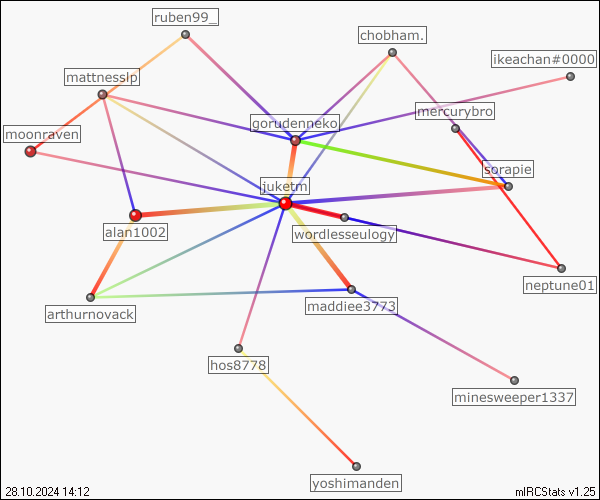 ruben99_
chobham.
ikeachan#0000
mattnesslp
mercurybro
gorudenneko
moonraven
sorapie
juketm
alan1002
wordlesseulogy
neptune01
arthurnovack
maddiee3773
hos8778
minesweeper1337
yoshimanden
28.10.2024 14:12
mIRCStats v1.25